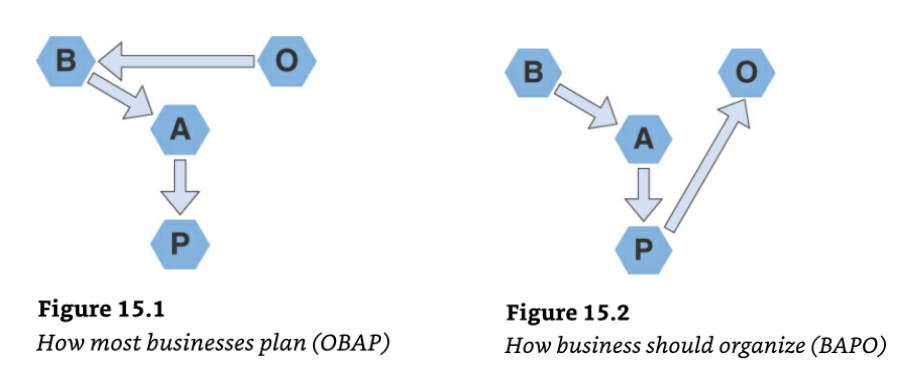 B
O
A
P
Figure 15.1
How most businesses plan (OBAP)
B
O
A
P
Figure 15.2
How business should organize (BAPO)